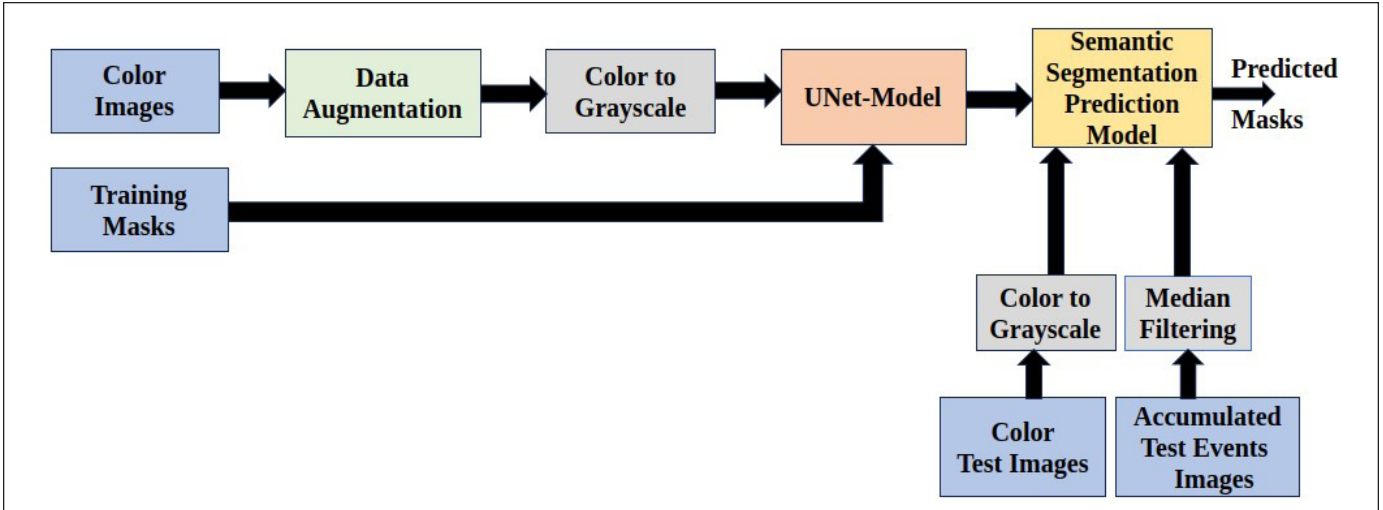 Color
Images
Data
Augmentation
Color to
Grayscale
UNet-Model
Semantic
Segmentation
Prediction
Model
Predicted
Masks
Training
Masks
Color to
Grayscale
Median
Filtering
Color
Test Images
Accumulated
Test Events
Images